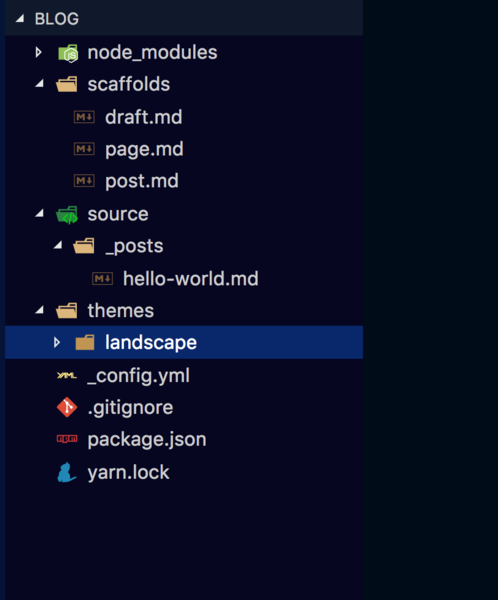 BLOG
node_modules
scaffolds
draft.md
page.md
post.md
source
_posts
hello-world.md
themes
landscape
_config.yml
.gitignore
package.json
yarn.lock